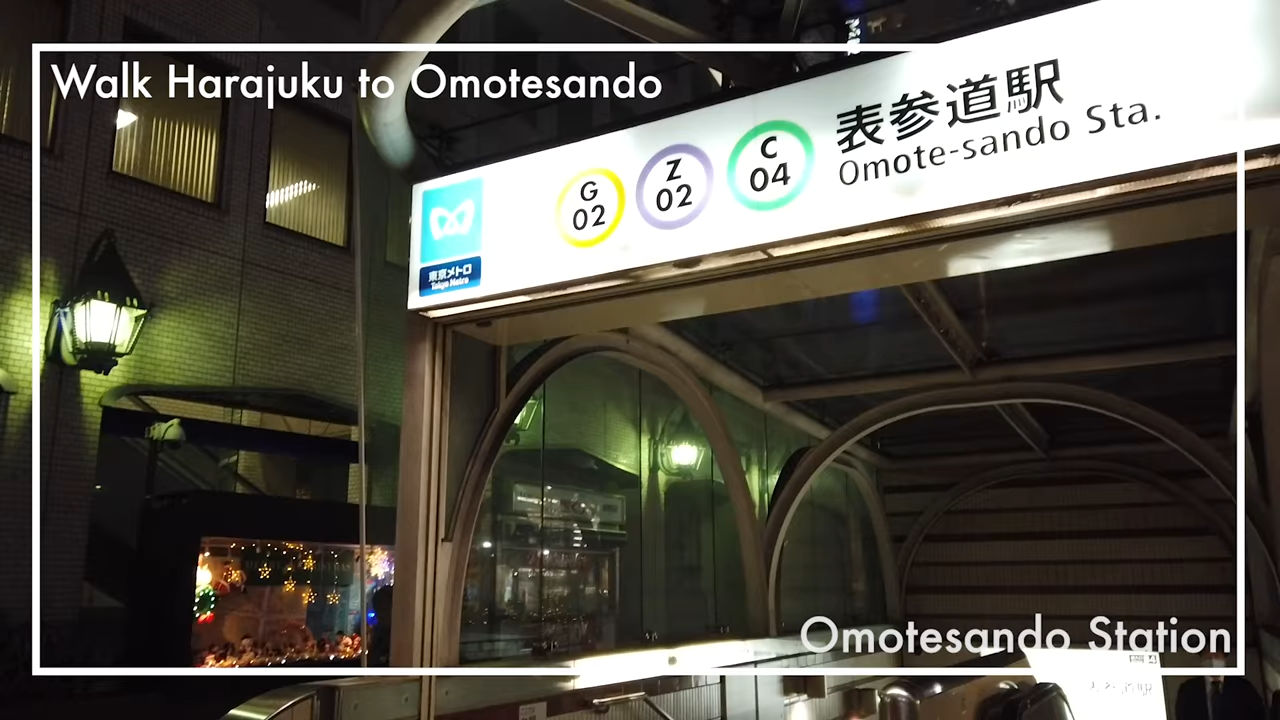 Walk Harajuku to Omotesando
表参道駅
Omote-sando Sta.
G
02
Z
02
C
04
東京メトロ
Tokyo Metro
Omotesando Station